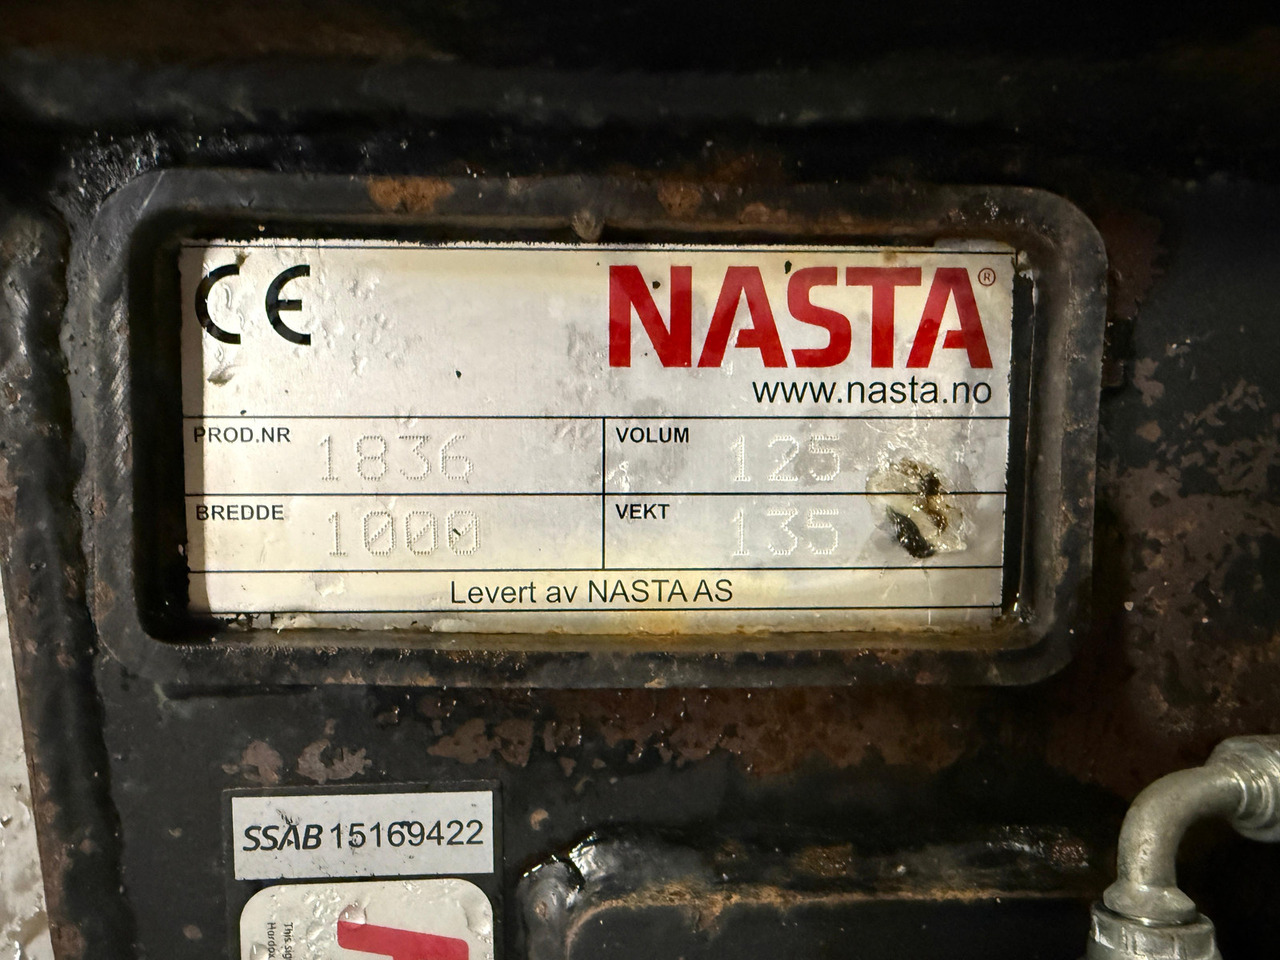 CE
NASTA®
www.nasta.no
PROD.NR 1836
VOLUM 125
BREDDE 1000
VEKT 135
Levert av NASTA AS
SSAB 15169422
This